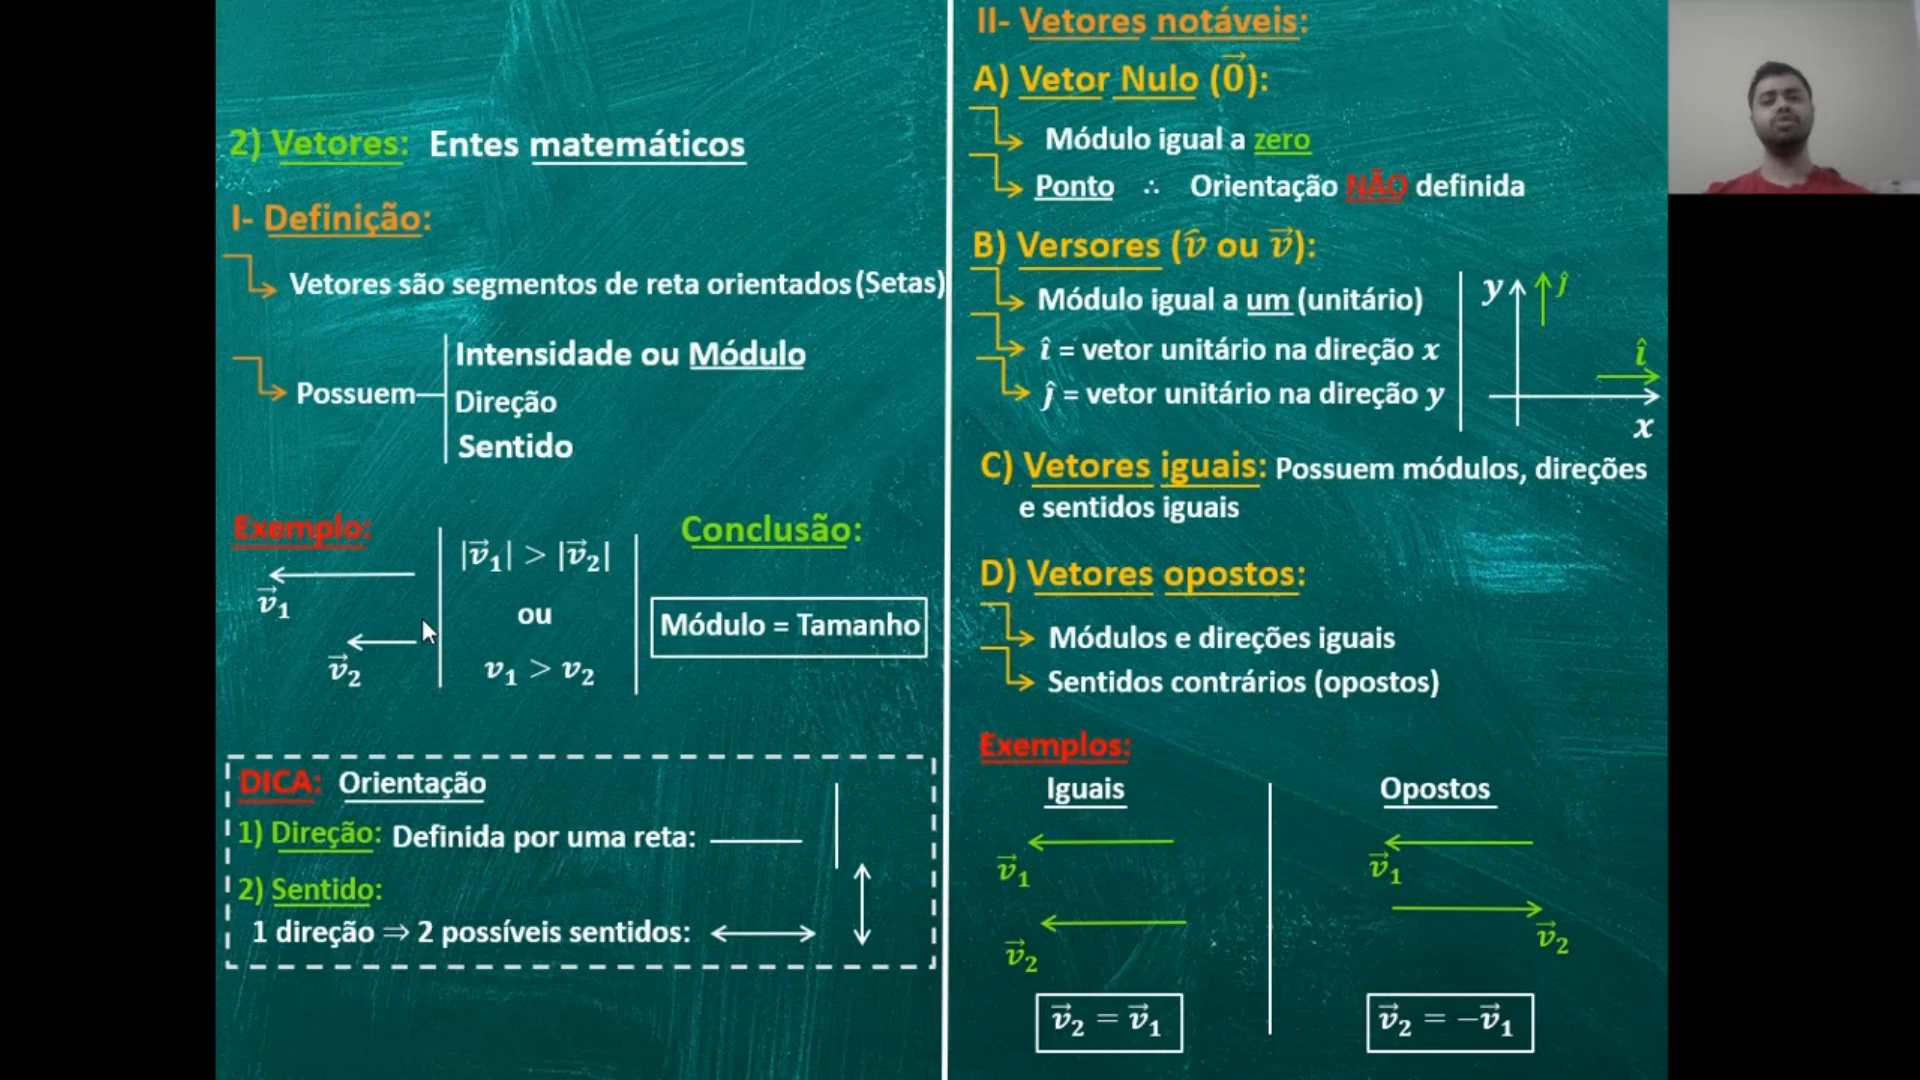 2) Vetores: Entes matemáticos
I- Definição:
Vetores são segmentos de reta orientados (Setas)
Possuem
Intensidade ou Módulo
Direção
Sentido
Exemplo:
v⃗₁
v⃗₂
|v⃗₁| > |v⃗₂|
ou
v₁ > v₂
Conclusão:
Módulo = Tamanho
DICA: Orientação
1) Direção: Definida por uma reta:
2) Sentido:
1 direção ⇒ 2 possíveis sentidos:
II- Vetores notáveis:
A) Vetor Nulo (0⃗):
Módulo igual a zero
Ponto ∴ Orientação NÃO definida
B) Versores (v̂ ou v⃗):
Módulo igual a um (unitário)
î = vetor unitário na direção x
ĵ = vetor unitário na direção y
y
ĵ
î
x
C) Vetores iguais: Possuem módulos, direções
e sentidos iguais
D) Vetores opostos:
Módulos e direções iguais
Sentidos contrários (opostos)
Exemplos:
Iguais
v⃗₁
v⃗₂
v⃗₂ = v⃗₁
Opostos
v⃗₁
v⃗₂
v⃗₂ = −v⃗₁